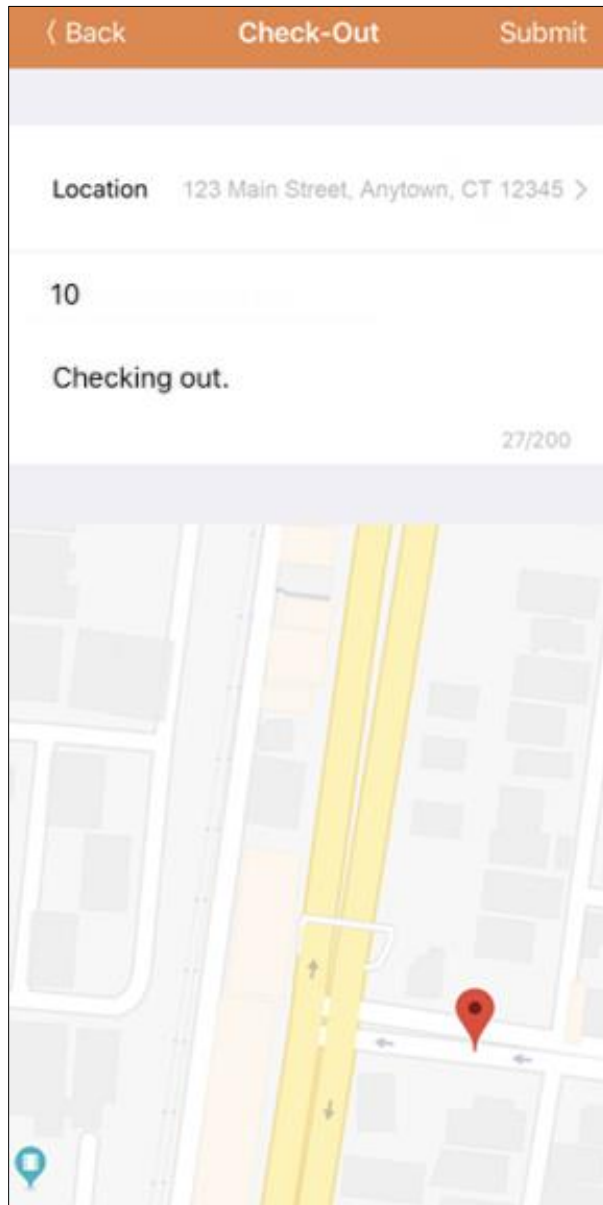 〈 Back Check-Out Submit
Location 123 Main Street, Anytown, CT 12345 >
10
Checking out.
27/200